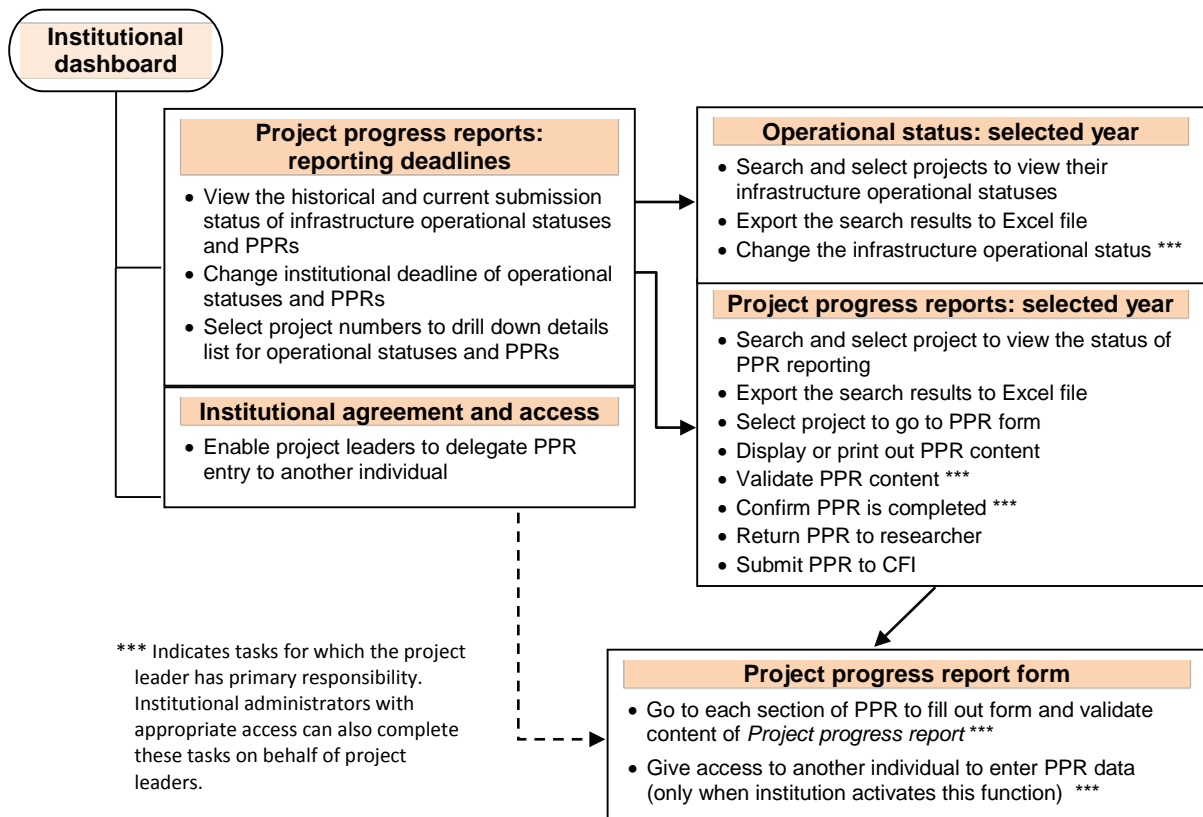 Institutional
dashboard
Project progress reports:
reporting deadlines
• View the historical and current submission
status of infrastructure operational statuses
and PPRs
• Change institutional deadline of operational
statuses and PPRs
• Select project numbers to drill down details
list for operational statuses and PPRs
Institutional agreement and access
• Enable project leaders to delegate PPR
entry to another individual
Operational status: selected year
• Search and select projects to view their
infrastructure operational statuses
• Export the search results to Excel file
• Change the infrastructure operational status ***
Project progress reports: selected year
• Search and select project to view the status of
PPR reporting
• Export the search results to Excel file
• Select project to go to PPR form
• Display or print out PPR content
• Validate PPR content ***
• Confirm PPR is completed ***
• Return PPR to researcher
• Submit PPR to CFI
*** Indicates tasks for which the project
leader has primary responsibility.
Institutional administrators with
appropriate access can also complete
these tasks on behalf of project
leaders.
Project progress report form
• Go to each section of PPR to fill out form and validate
content of Project progress report ***
• Give access to another individual to enter PPR data
(only when institution activates this function) ***